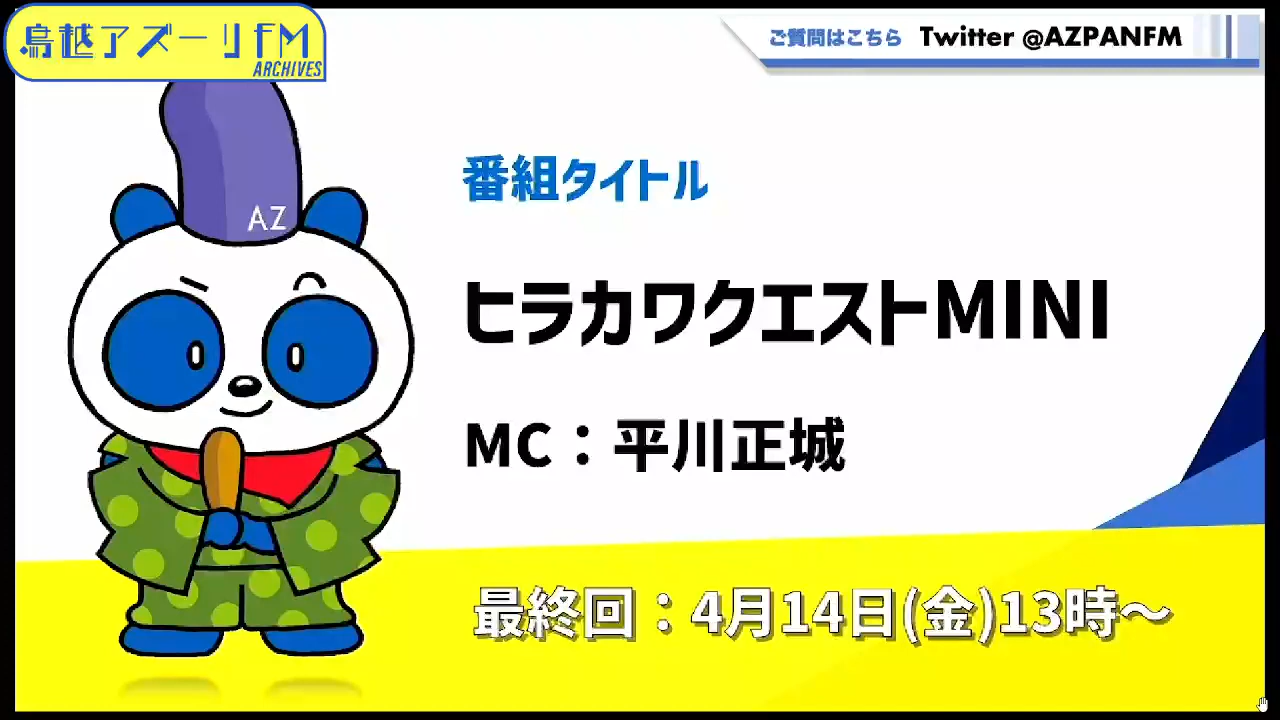 鳥越アズーリFM
ARCHIVES
ご質問はこちら Twitter @AZPANFM
AZ
番組タイトル
ヒラカワクエストMINI
MC：平川正城
最終回：4月14日(金)13時〜